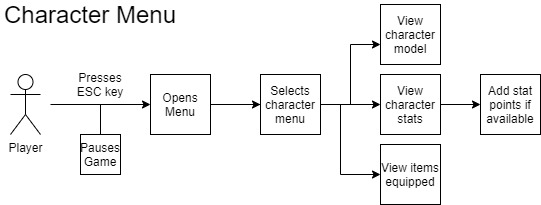 Character Menu
Player
Presses
ESC key
Pauses
Game
Opens
Menu
Selects
character
menu
View
character
model
View
character
stats
Add stat
points if
available
View items
equipped